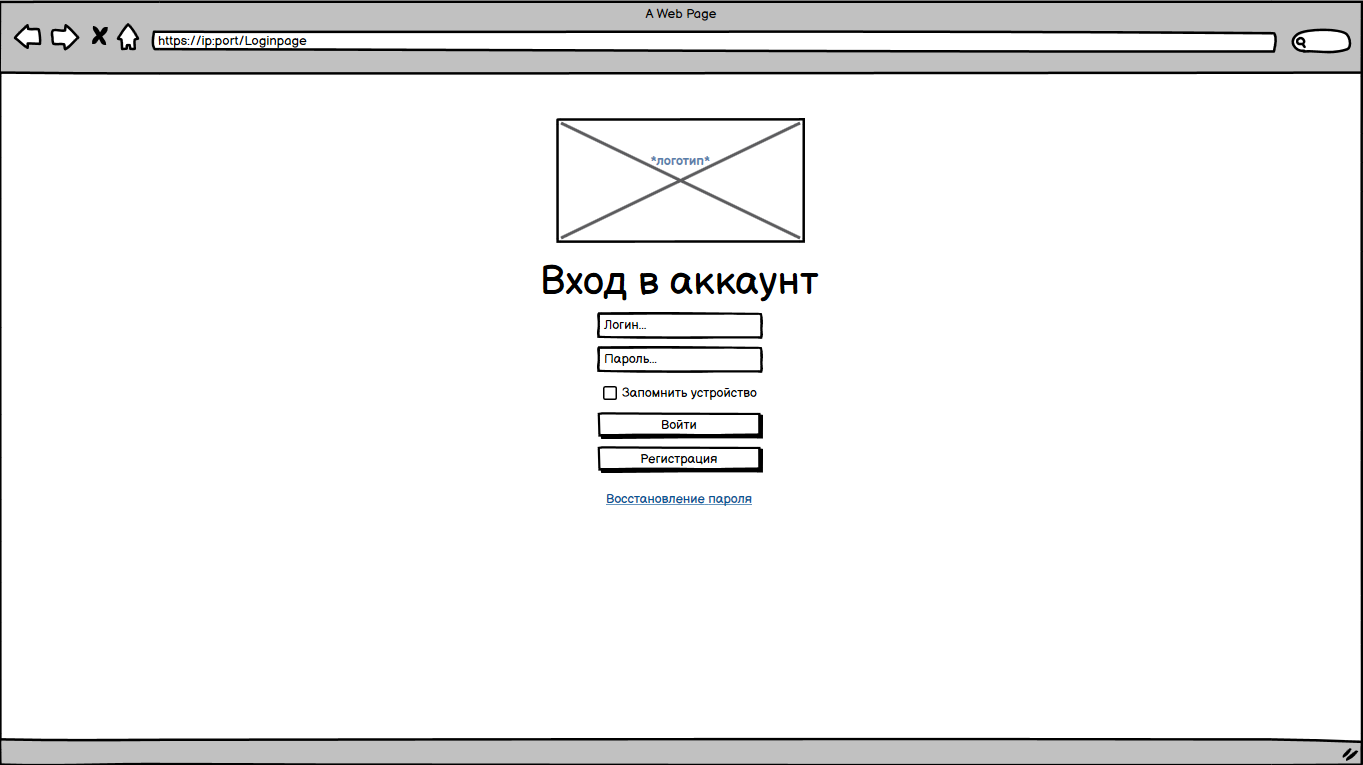 A Web Page
https://ip:port/Loginpage
*логотип*
Вход в аккаунт
Логин...
Пароль...
Запомнить устройство
Войти
Регистрация
Восстановление пароля